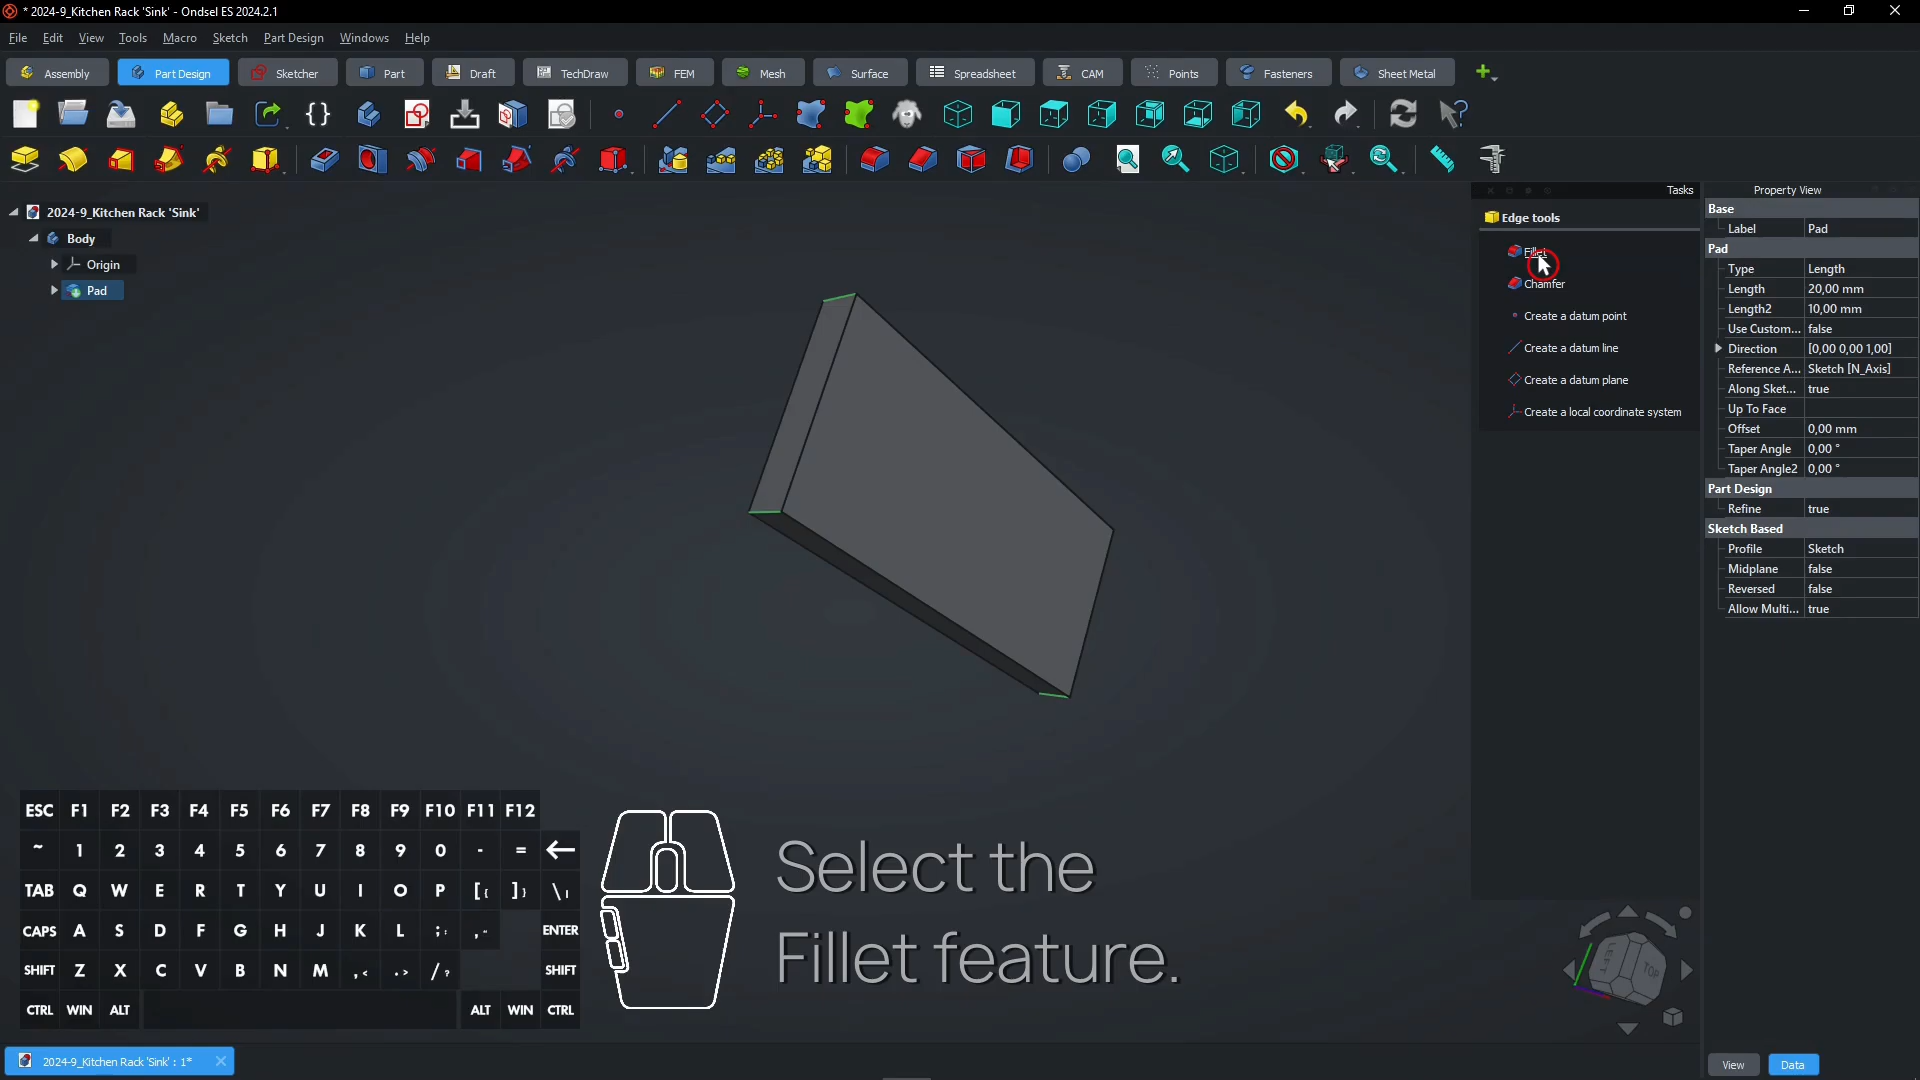 * 2024-9_Kitchen Rack 'Sink' - Ondsel ES 2024.2.1
File Edit View Tools Macro Sketch Part Design Windows Help
Assembly Part Design Sketcher Part Draft TechDraw FEM Mesh Surface Spreadsheet CAM Points Fasteners Sheet Metal
2024-9_Kitchen Rack 'Sink'
Body
Origin
Pad
Tasks
Edge tools
Fillet
Chamfer
Create a datum point
Create a datum line
Create a datum plane
Create a local coordinate system
Property View
Base
Label Pad
Pad
Type Length
Length 20,00 mm
Length2 10,00 mm
Use Custom... false
Direction [0,00 0,00 1,00]
Reference A... Sketch [N_Axis]
Along Sket... true
Up To Face
Offset 0,00 mm
Taper Angle 0,00 °
Taper Angle2 0,00 °
Part Design
Refine true
Sketch Based
Profile Sketch
Midplane false
Reversed false
Allow Multi... true
ESC F1 F2 F3 F4 F5 F6 F7 F8 F9 F10 F11 F12
~ 1 2 3 4 5 6 7 8 9 0 - =
TAB Q W E R T Y U I O P [{ ]} \|
CAPS A S D F G H J K L ;: ," ENTER
SHIFT Z X C V B N M ,< .> /? SHIFT
CTRL WIN ALT ALT WIN CTRL
Select the
Fillet feature.
LEFT TOP
2024-9_Kitchen Rack 'Sink' : 1*
View Data